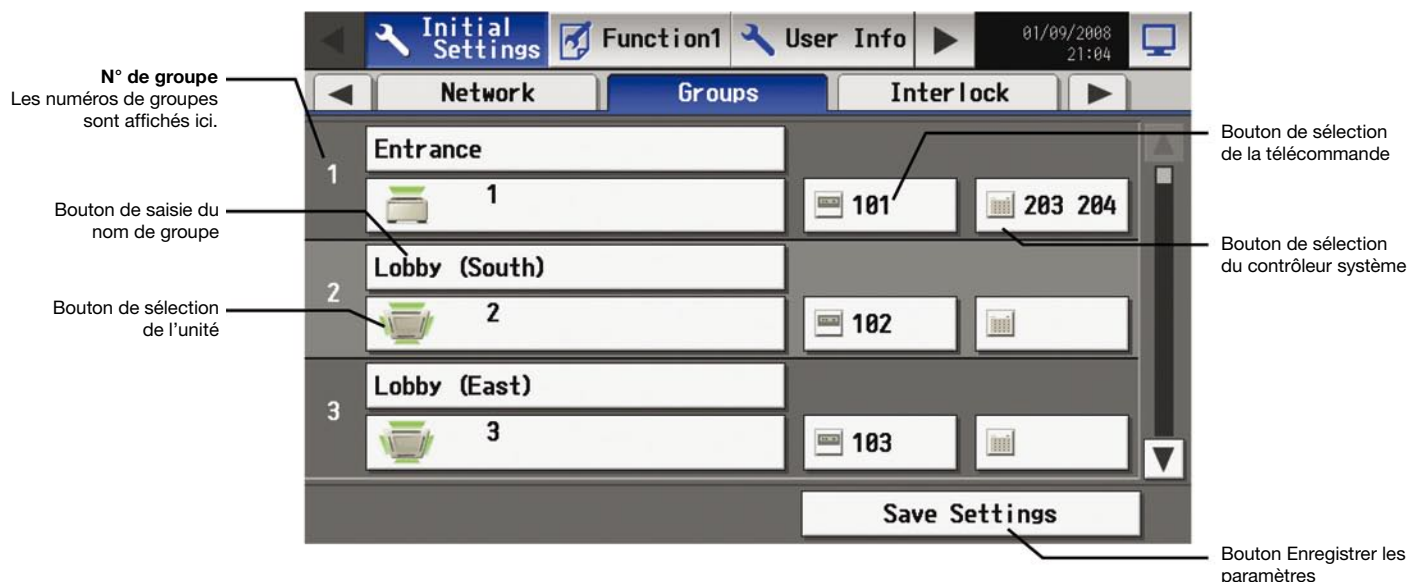 Initial
Settings
Function1
User Info
01/09/2008
21:04
Network
Groups
Interlock
N° de groupe
Les numéros de groupes
sont affichés ici.
Bouton de saisie du
nom de groupe
Bouton de sélection
de l'unité
1
Entrance
1
101
203 204
2
Lobby (South)
2
102
3
Lobby (East)
3
103
Save Settings
Bouton de sélection
de la télécommande
Bouton de sélection
du contrôleur système
Bouton Enregistrer les
paramètres